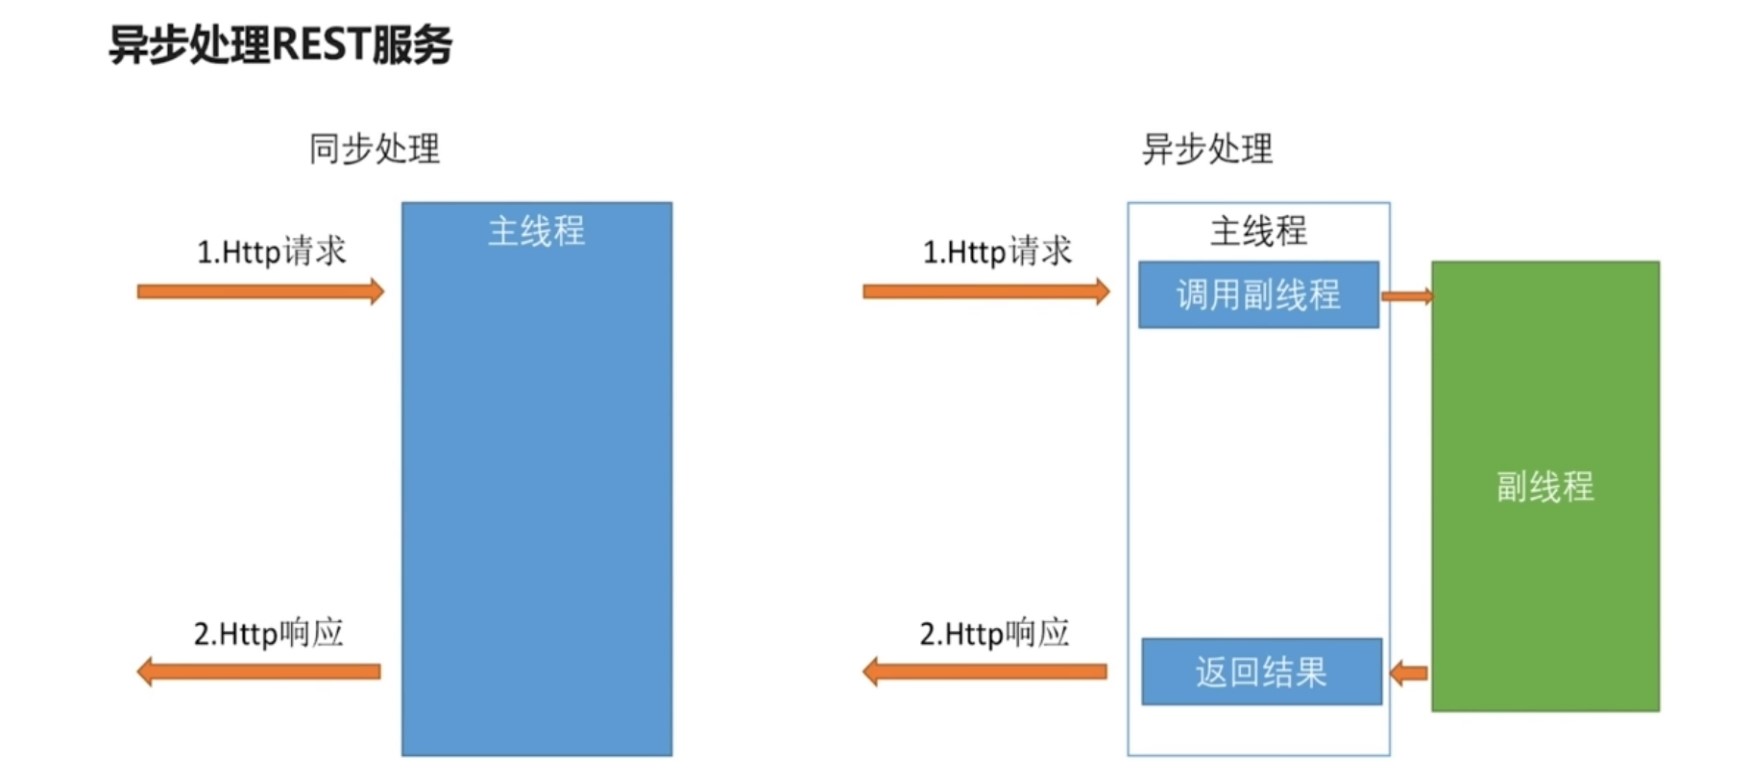 异步处理REST服务
同步处理
主线程
1.Http请求
2.Http响应
异步处理
主线程
1.Http请求
调用副线程
副线程
2.Http响应
返回结果